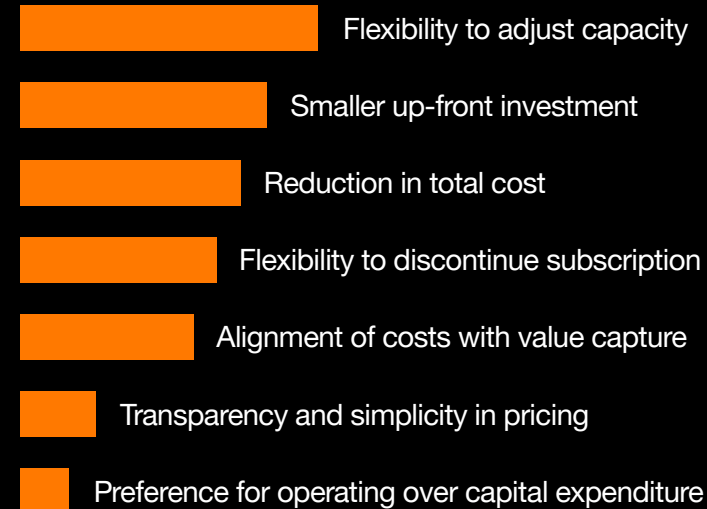 Flexibility to adjust capacity
Smaller up-front investment
Reduction in total cost
Flexibility to discontinue subscription
Alignment of costs with value capture
Transparency and simplicity in pricing
Preference for operating over capital expenditure